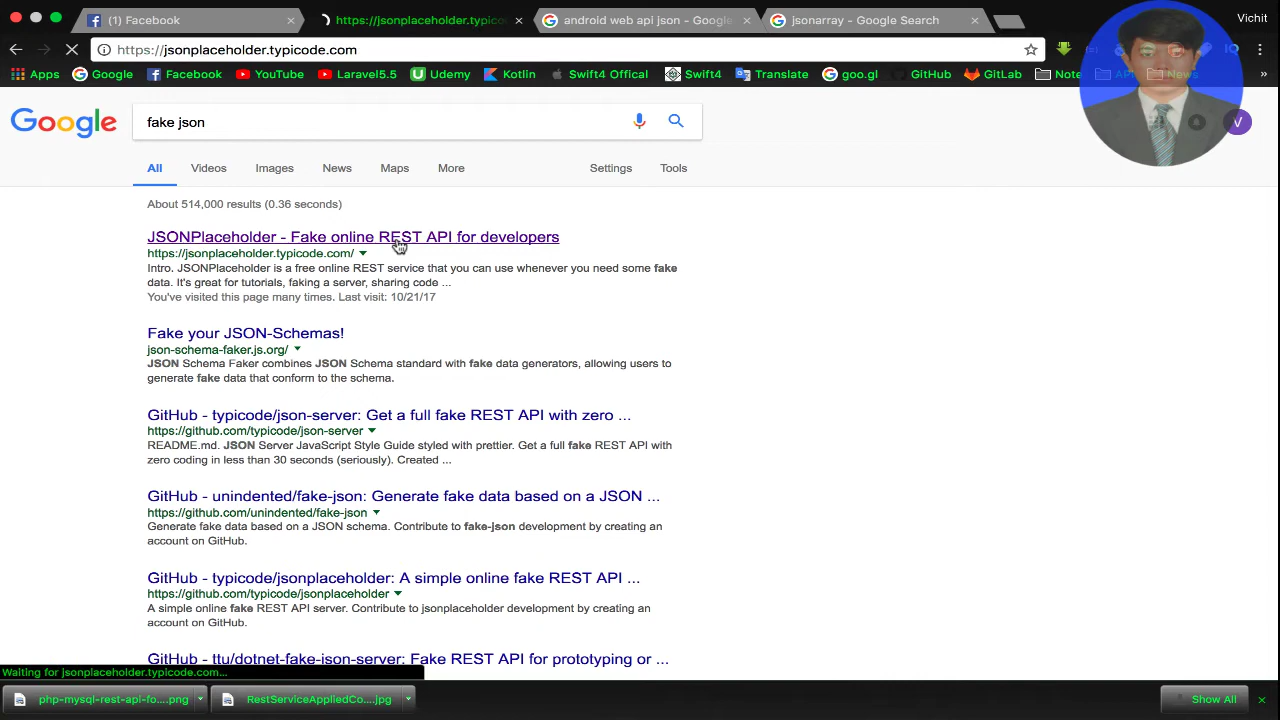 (1) Facebook
https://jsonplaceholder.typico
android web api json - Google
jsonarray - Google Search
Vichit
https://jsonplaceholder.typicode.com
Apps
Google
Facebook
YouTube
Laravel5.5
Udemy
Kotlin
Swift4 Offical
Swift4
Translate
goo.gl
GitHub
GitLab
Note
API
News
»
Google
fake json
V
All
Videos
Images
News
Maps
More
Settings
Tools
About 514,000 results (0.36 seconds)
JSONPlaceholder - Fake online REST API for developers
https://jsonplaceholder.typicode.com/
Intro. JSONPlaceholder is a free online REST service that you can use whenever you need some fake
data. It's great for tutorials, faking a server, sharing code ...
You've visited this page many times. Last visit: 10/21/17
Fake your JSON-Schemas!
json-schema-faker.js.org/
JSON Schema Faker combines JSON Schema standard with fake data generators, allowing users to
generate fake data that conform to the schema.
GitHub - typicode/json-server: Get a full fake REST API with zero ...
https://github.com/typicode/json-server
README.md. JSON Server JavaScript Style Guide styled with prettier. Get a full fake REST API with
zero coding in less than 30 seconds (seriously). Created ...
GitHub - unindented/fake-json: Generate fake data based on a JSON ...
https://github.com/unindented/fake-json
Generate fake data based on a JSON schema. Contribute to fake-json development by creating an
account on GitHub.
GitHub - typicode/jsonplaceholder: A simple online fake REST API ...
https://github.com/typicode/jsonplaceholder
A simple online fake REST API server. Contribute to jsonplaceholder development by creating an
account on GitHub.
GitHub - ttu/dotnet-fake-json-server: Fake REST API for prototyping or ...
Waiting for jsonplaceholder.typicode.com...
php-mysql-rest-api-fo....png
RestServiceAppliedCo....jpg
Show All